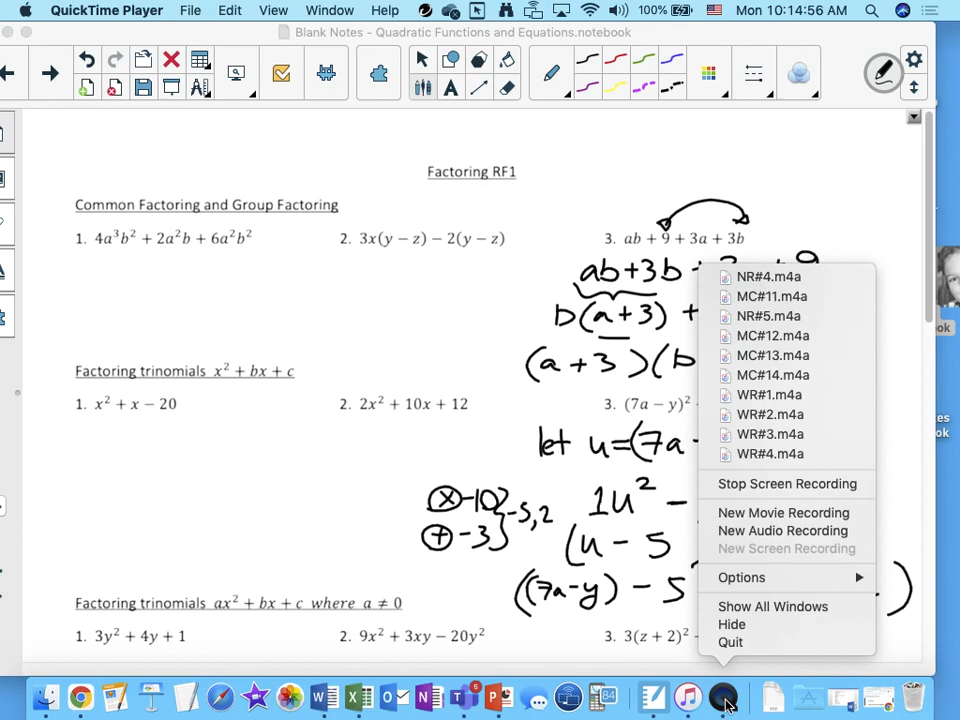 QuickTime Player File Edit View Window Help 100% Mon 10:14:56 AM
Blank Notes - Quadratic Functions and Equations.notebook
Factoring RF1
Common Factoring and Group Factoring
1. 4a³b² + 2a²b + 6a²b²
2. 3x(y − z) − 2(y − z)
3. ab + 9 + 3a + 3b
ab+3b
b(a+3) +
(a+3)(b
Factoring trinomials x² + bx + c
1. x² + x − 20
2. 2x² + 10x + 12
3. (7a − y)²
let u=(7a-
1u² -
× -10
+ -3
-5,2
(u - 5
((7a-y) - 5 )
Factoring trinomials ax² + bx + c where a ≠ 0
1. 3y² + 4y + 1
2. 9x² + 3xy − 20y²
3. 3(z + 2)²
NR#4.m4a
MC#11.m4a
NR#5.m4a
MC#12.m4a
MC#13.m4a
MC#14.m4a
WR#1.m4a
WR#2.m4a
WR#3.m4a
WR#4.m4a
Stop Screen Recording
New Movie Recording
New Audio Recording
New Screen Recording
Options
Show All Windows
Hide
Quit